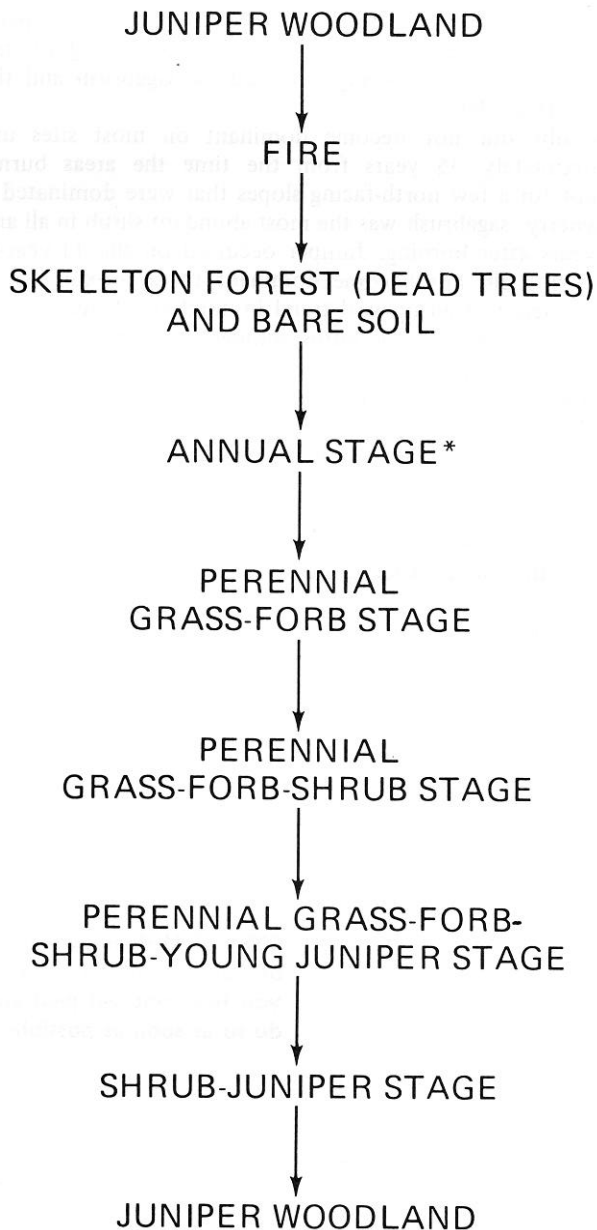 JUNIPER WOODLAND
FIRE
SKELETON FOREST (DEAD TREES)
AND BARE SOIL
ANNUAL STAGE*
PERENNIAL
GRASS-FORB STAGE
PERENNIAL
GRASS-FORB-SHRUB STAGE
PERENNIAL GRASS-FORB-
SHRUB-YOUNG JUNIPER STAGE
SHRUB-JUNIPER STAGE
JUNIPER WOODLAND